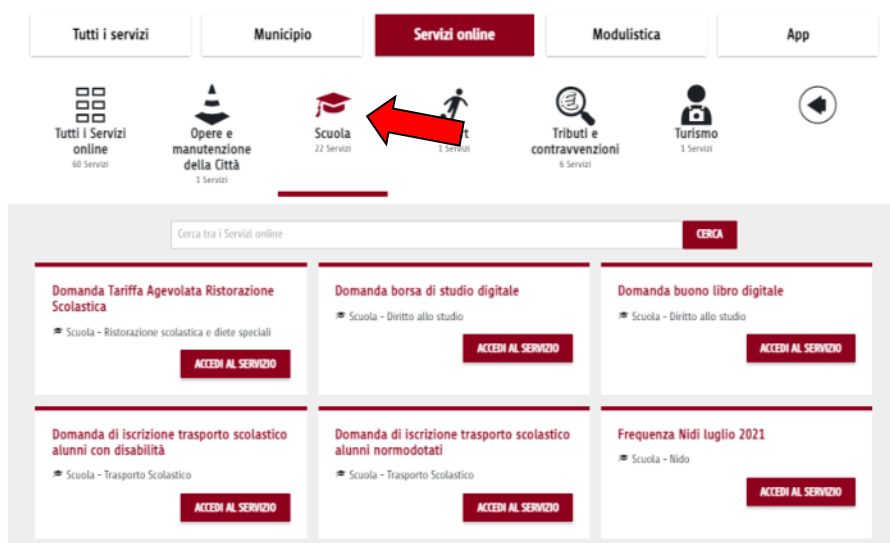 Tutti i servizi
Municipio
Servizi online
Modulistica
App
Tutti i Servizi
online
60 Servizi
Opere e
manutenzione
della Città
1 Servizi
Scuola
22 Servizi
t
1 Servizi
Tributi e
contravvenzioni
6 Servizi
Turismo
1 Servizi
Cerca tra i Servizi online
CERCA
Domanda Tariffa Agevolata Ristorazione
Scolastica
Scuola - Ristorazione scolastica e diete speciali
ACCEDI AL SERVIZIO
Domanda borsa di studio digitale
Scuola - Diritto allo studio
ACCEDI AL SERVIZIO
Domanda buono libro digitale
Scuola - Diritto allo studio
ACCEDI AL SERVIZIO
Domanda di iscrizione trasporto scolastico
alunni con disabilità
Scuola - Trasporto Scolastico
ACCEDI AL SERVIZIO
Domanda di iscrizione trasporto scolastico
alunni normodotati
Scuola - Trasporto Scolastico
ACCEDI AL SERVIZIO
Frequenza Nidi luglio 2021
Scuola - Nido
ACCEDI AL SERVIZIO